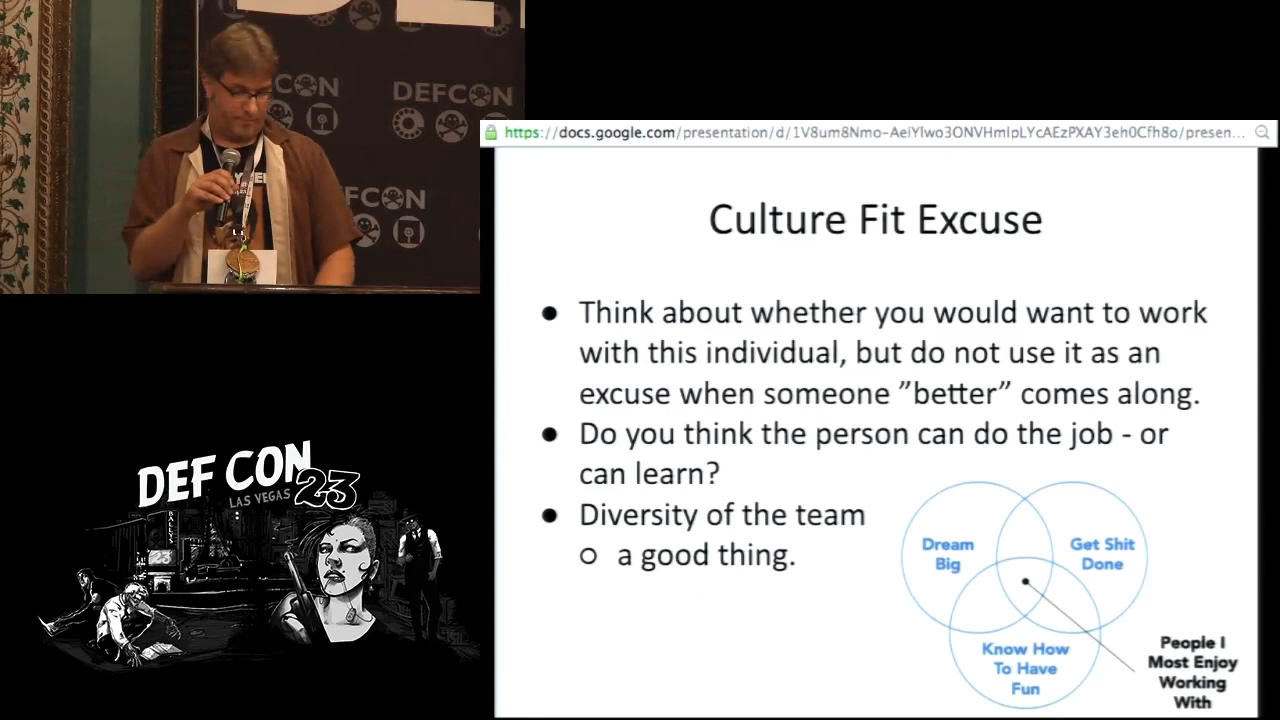 DEFCON
DEFCON
FCON
https://docs.google.com/presentation/d/1V8um8Nmo-AeiYlwo3ONVHmIpLYcAEzPXAY3eh0Cfh8o/presen...
Culture Fit Excuse
● Think about whether you would want to work
with this individual, but do not use it as an
excuse when someone ”better” comes along.
● Do you think the person can do the job - or
can learn?
● Diversity of the team
○ a good thing.
Dream
Big
Get Shit
Done
Know How
To Have
Fun
People I
Most Enjoy
Working
With
DEF CON
LAS VEGAS 23
BALLYS